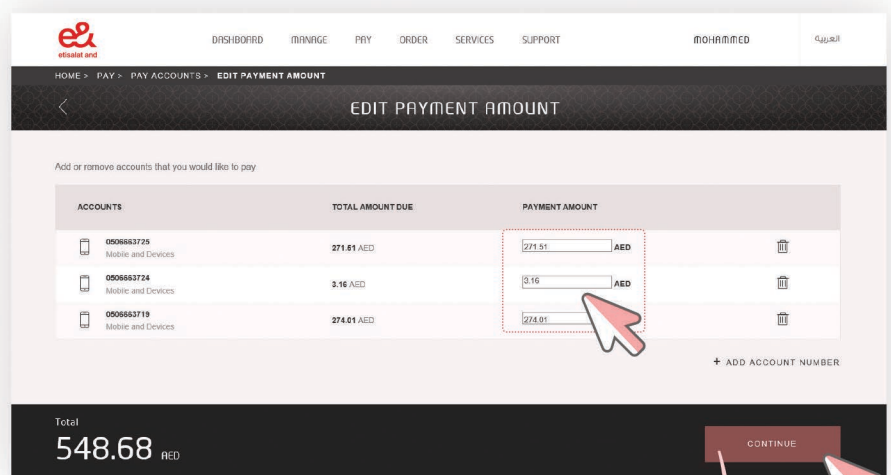 e&
etisalat and
DASHBOARD MANAGE PAY ORDER SERVICES SUPPORT MOHAMMED العربية
HOME > PAY > PAY ACCOUNTS > EDIT PAYMENT AMOUNT
EDIT PAYMENT AMOUNT
Add or remove accounts that you would like to pay
ACCOUNTS TOTAL AMOUNT DUE PAYMENT AMOUNT
0506663725
Mobile and Devices
271.51 AED 271.51 AED
0506663724
Mobile and Devices
3.16 AED 3.16 AED
0506663719
Mobile and Devices
274.01 AED 274.01
+ ADD ACCOUNT NUMBER
Total
548.68 AED
CONTINUE